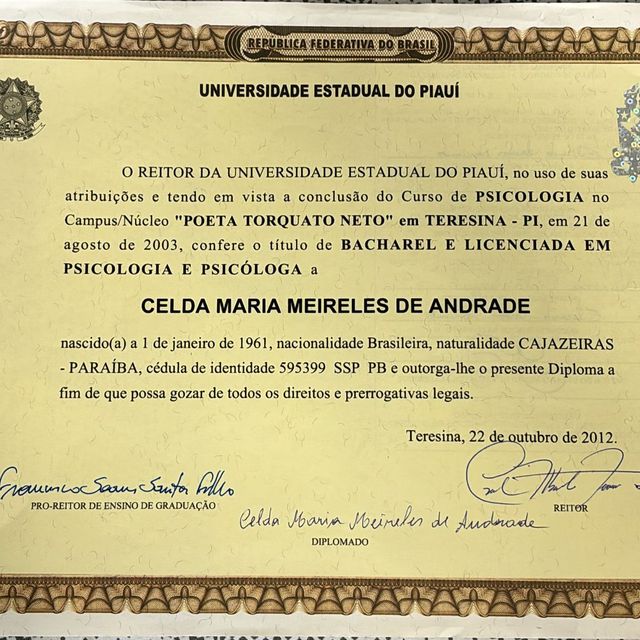 REPÚBLICA FEDERATIVA DO BRASIL
UNIVERSIDADE ESTADUAL DO PIAUÍ
O REITOR DA UNIVERSIDADE ESTADUAL DO PIAUÍ, no uso de suas
atribuições e tendo em vista a conclusão do Curso de PSICOLOGIA no
Campus/Núcleo "POETA TORQUATO NETO" em TERESINA - PI, em 21 de
agosto de 2003, confere o título de BACHAREL E LICENCIADA EM
PSICOLOGIA E PSICÓLOGA a
CELDA MARIA MEIRELES DE ANDRADE
nascido(a) a 1 de janeiro de 1961, nacionalidade Brasileira, naturalidade CAJAZEIRAS
- PARAÍBA, cédula de identidade 595399 SSP PB e outorga-lhe o presente Diploma a
fim de que possa gozar de todos os direitos e prerrogativas legais.
Teresina, 22 de outubro de 2012.
Francisco Soares Santos Filho
PRO-REITOR DE ENSINO DE GRADUAÇÃO
REITOR
Celda Maria Meireles de Andrade
DIPLOMADO